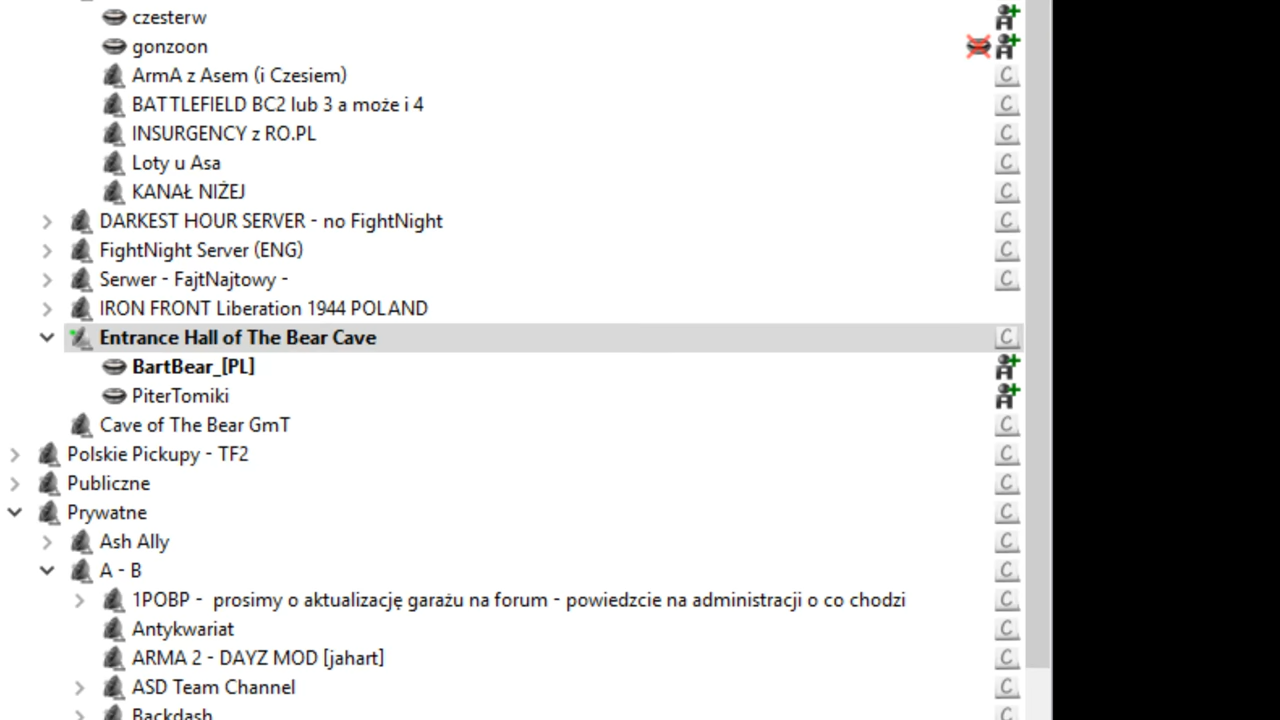 czesterw
gonzoon
ArmA z Asem (i Czesiem)
BATTLEFIELD BC2 lub 3 a może i 4
INSURGENCY z RO.PL
Loty u Asa
KANAŁ NIŻEJ
DARKEST HOUR SERVER - no FightNight
FightNight Server (ENG)
Serwer - FajtNajtowy -
IRON FRONT Liberation 1944 POLAND
Entrance Hall of The Bear Cave
BartBear_[PL]
PiterTomiki
Cave of The Bear GmT
Polskie Pickupy - TF2
Publiczne
Prywatne
Ash Ally
A - B
1POBP -  prosimy o aktualizację garażu na forum - powiedzcie na administracji o co chodzi
Antykwariat
ARMA 2 - DAYZ MOD [jahart]
ASD Team Channel
Backdash